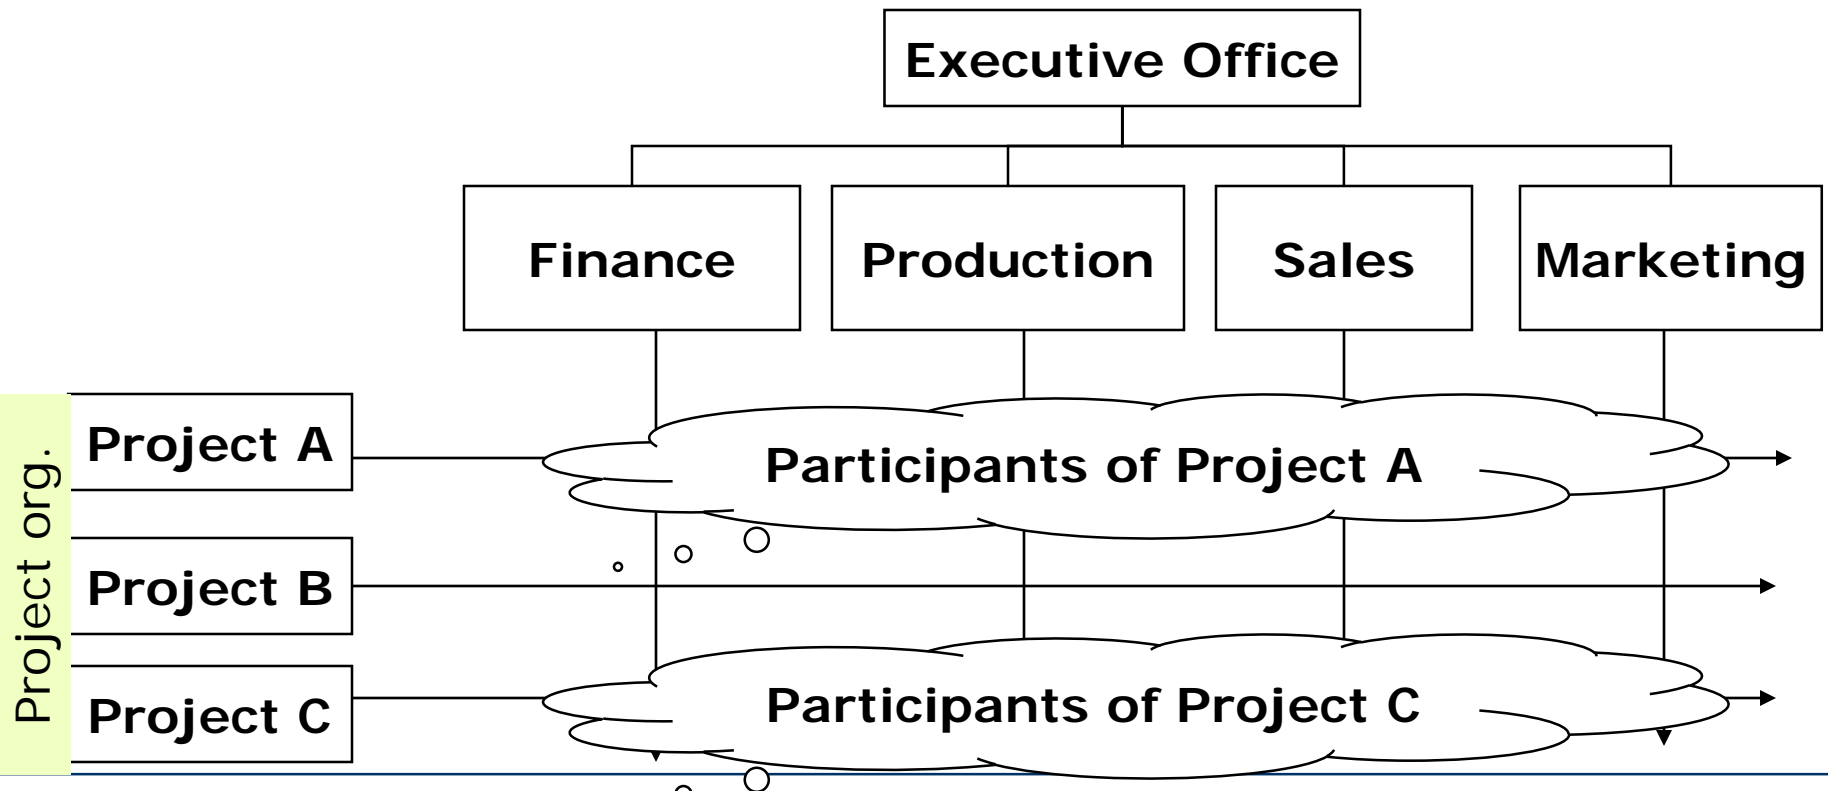 Executive Office
Finance
Production
Sales
Marketing
Project org.
Project A
Participants of Project A
Project B
Project C
Participants of Project C